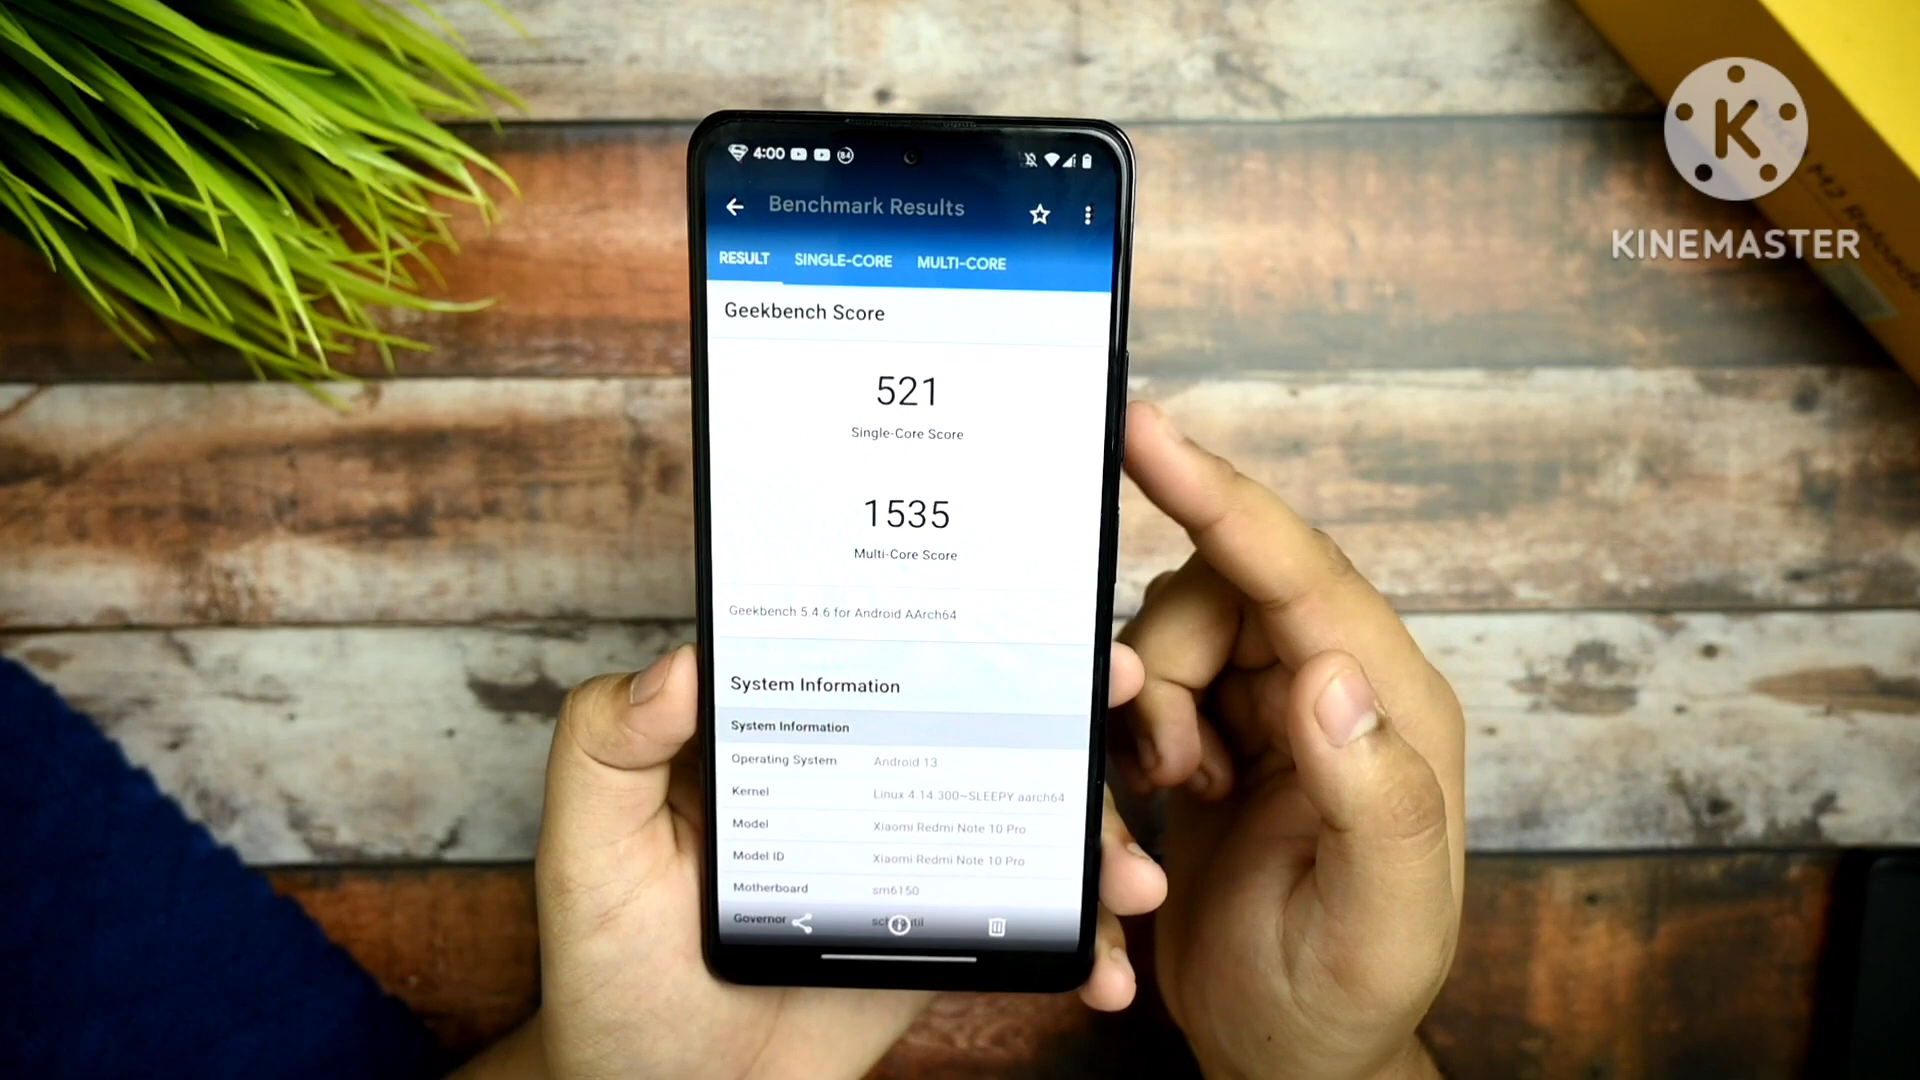 4:00
84
Benchmark Results
RESULT SINGLE-CORE MULTI-CORE
Geekbench Score
521
Single-Core Score
1535
Multi-Core Score
Geekbench 5.4.6 for Android AArch64
System Information
System Information
Operating System Android 13
Kernel Linux 4.14.300~SLEEPY aarch64
Model Xiaomi Redmi Note 10 Pro
Model ID Xiaomi Redmi Note 10 Pro
Motherboard sm6150
Governor
K
KINEMASTER
M2